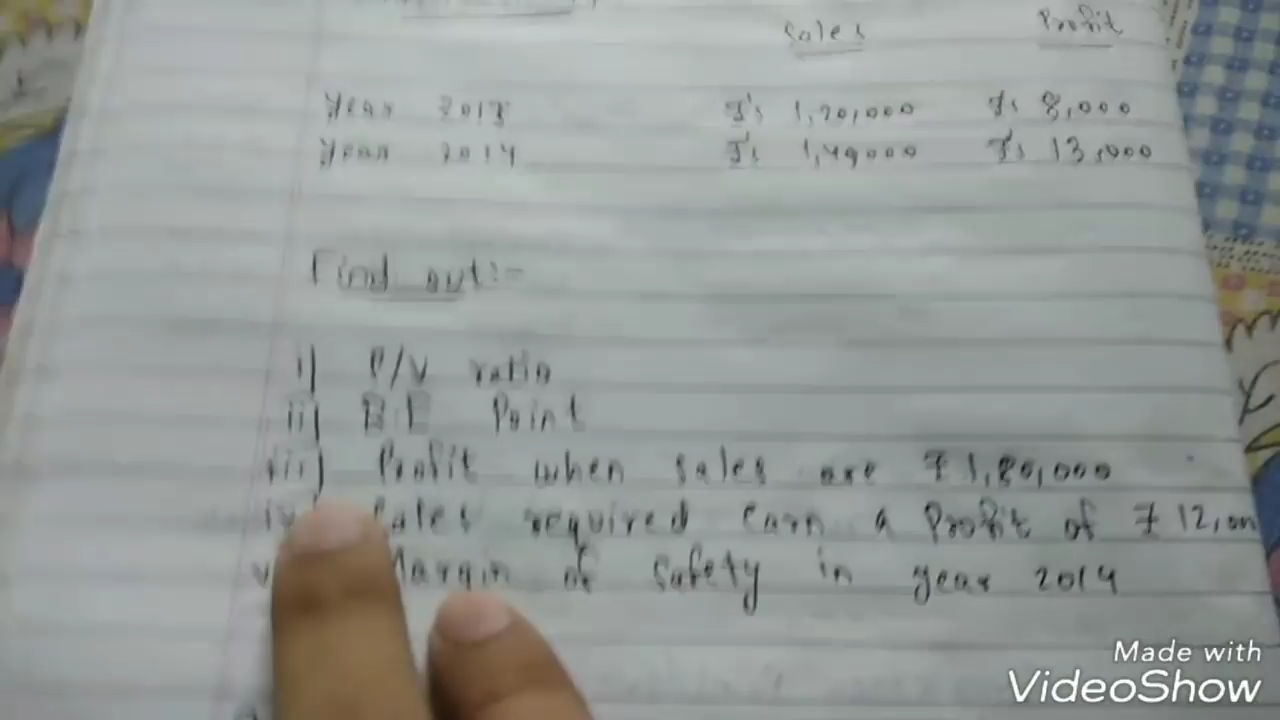 Sales Profit
Year 2013 ₹'s 1,20,000 ₹'s 8,000
Year 2014 ₹'s 1,40,000 ₹'s 13,000
Find out:-
i) P/V ratio
ii) B.E Point
iii) Profit when sales are ₹ 1,80,000
iv) Sales required earn a Profit of ₹ 12,000
v Margin of safety in year 2014
Made with
VideoShow